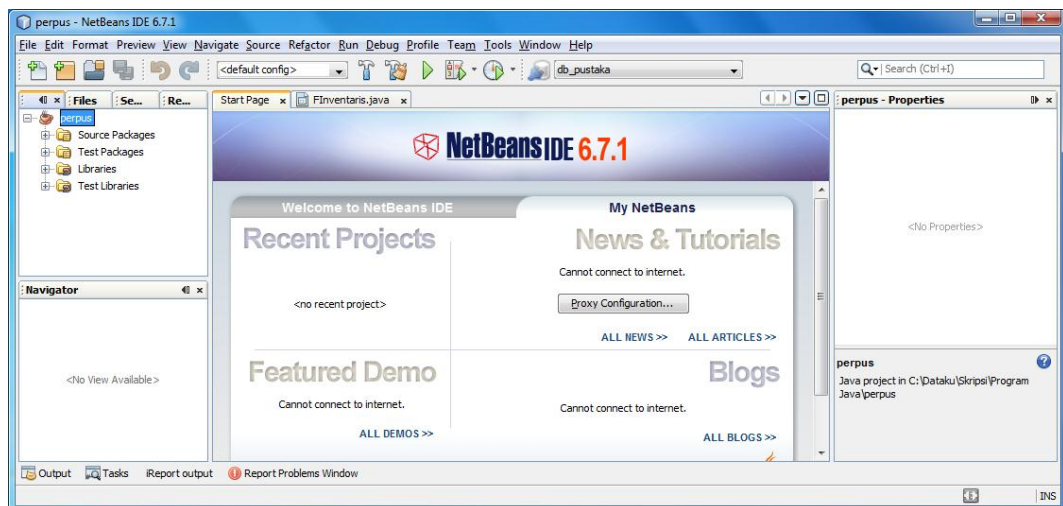 perpus - NetBeans IDE 6.7.1
File Edit Format Preview View Navigate Source Refactor Run Debug Profile Team Tools Window Help
<default config> db_pustaka Search (Ctrl+I)
Files Se... Re...
Start Page FInventaris.java
perpus - Properties
perpus
Source Packages
Test Packages
Libraries
Test Libraries
NetBeans IDE 6.7.1
Welcome to NetBeans IDE My NetBeans
Recent Projects
<no recent project>
News & Tutorials
Cannot connect to internet.
Proxy Configuration...
ALL NEWS >> ALL ARTICLES >>
Featured Demo
Cannot connect to internet.
ALL DEMOS >>
Blogs
Cannot connect to internet.
ALL BLOGS >>
<No Properties>
perpus
Java project in C:\Dataku\Skripsi\Program
Java\perpus
Navigator
<No View Available>
Output Tasks iReport output Report Problems Window
INS